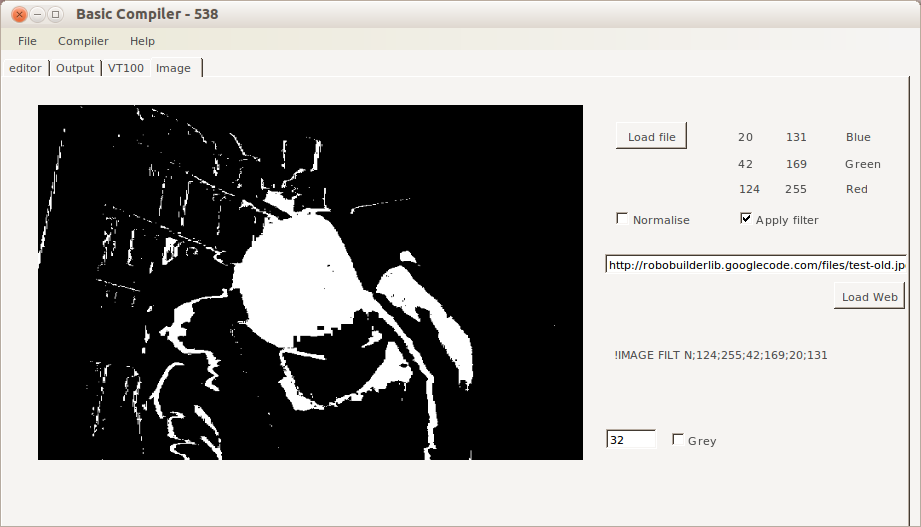 Basic Compiler - 538
File Compiler Help
editor Output VT100 Image
Load file 20 131 Blue
42 169 Green
124 255 Red
Normalise Apply filter
http://robobuilderlib.googlecode.com/files/test-old.jp
Load Web
!IMAGE FILT N;124;255;42;169;20;131
32 Grey